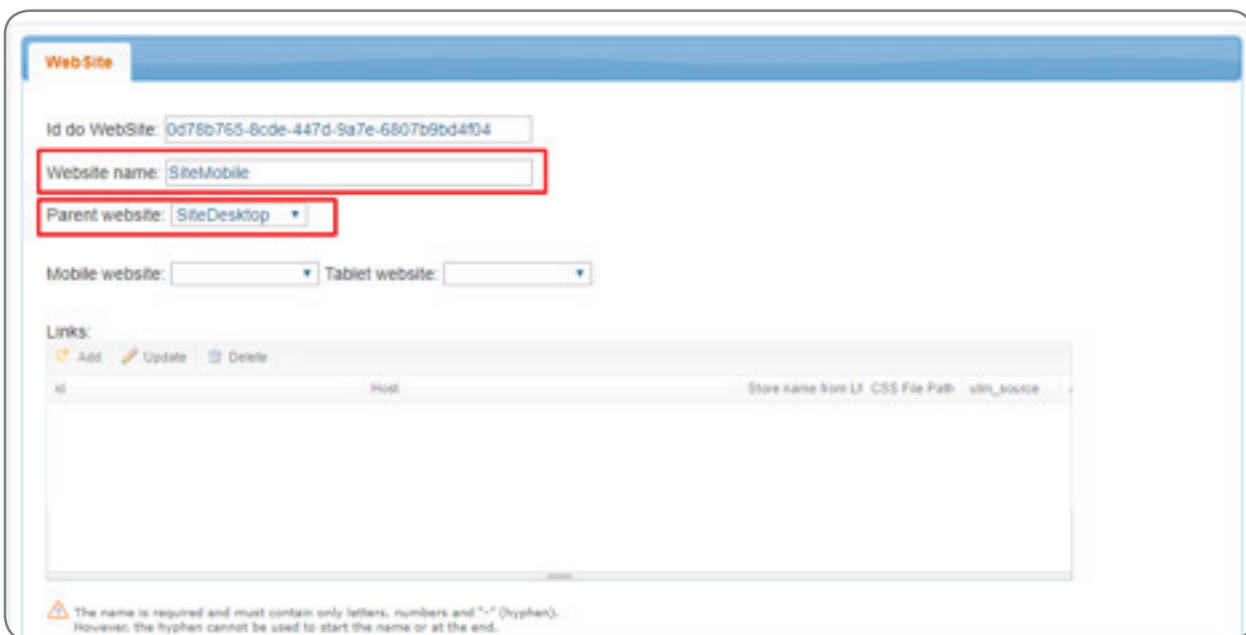 WebSite
Id do WebSite: 0d78b765-8cde-447d-9a7e-6807b9bd4f04
Website name: SiteMobile
Parent website: SiteDesktop
Mobile website: Tablet website:
Links:
Add Update Delete
id Host Store name from LM CSS File Path utm_source
The name is required and must contain only letters, numbers and "-" (hyphen).
However, the hyphen cannot be used to start the name or at the end.